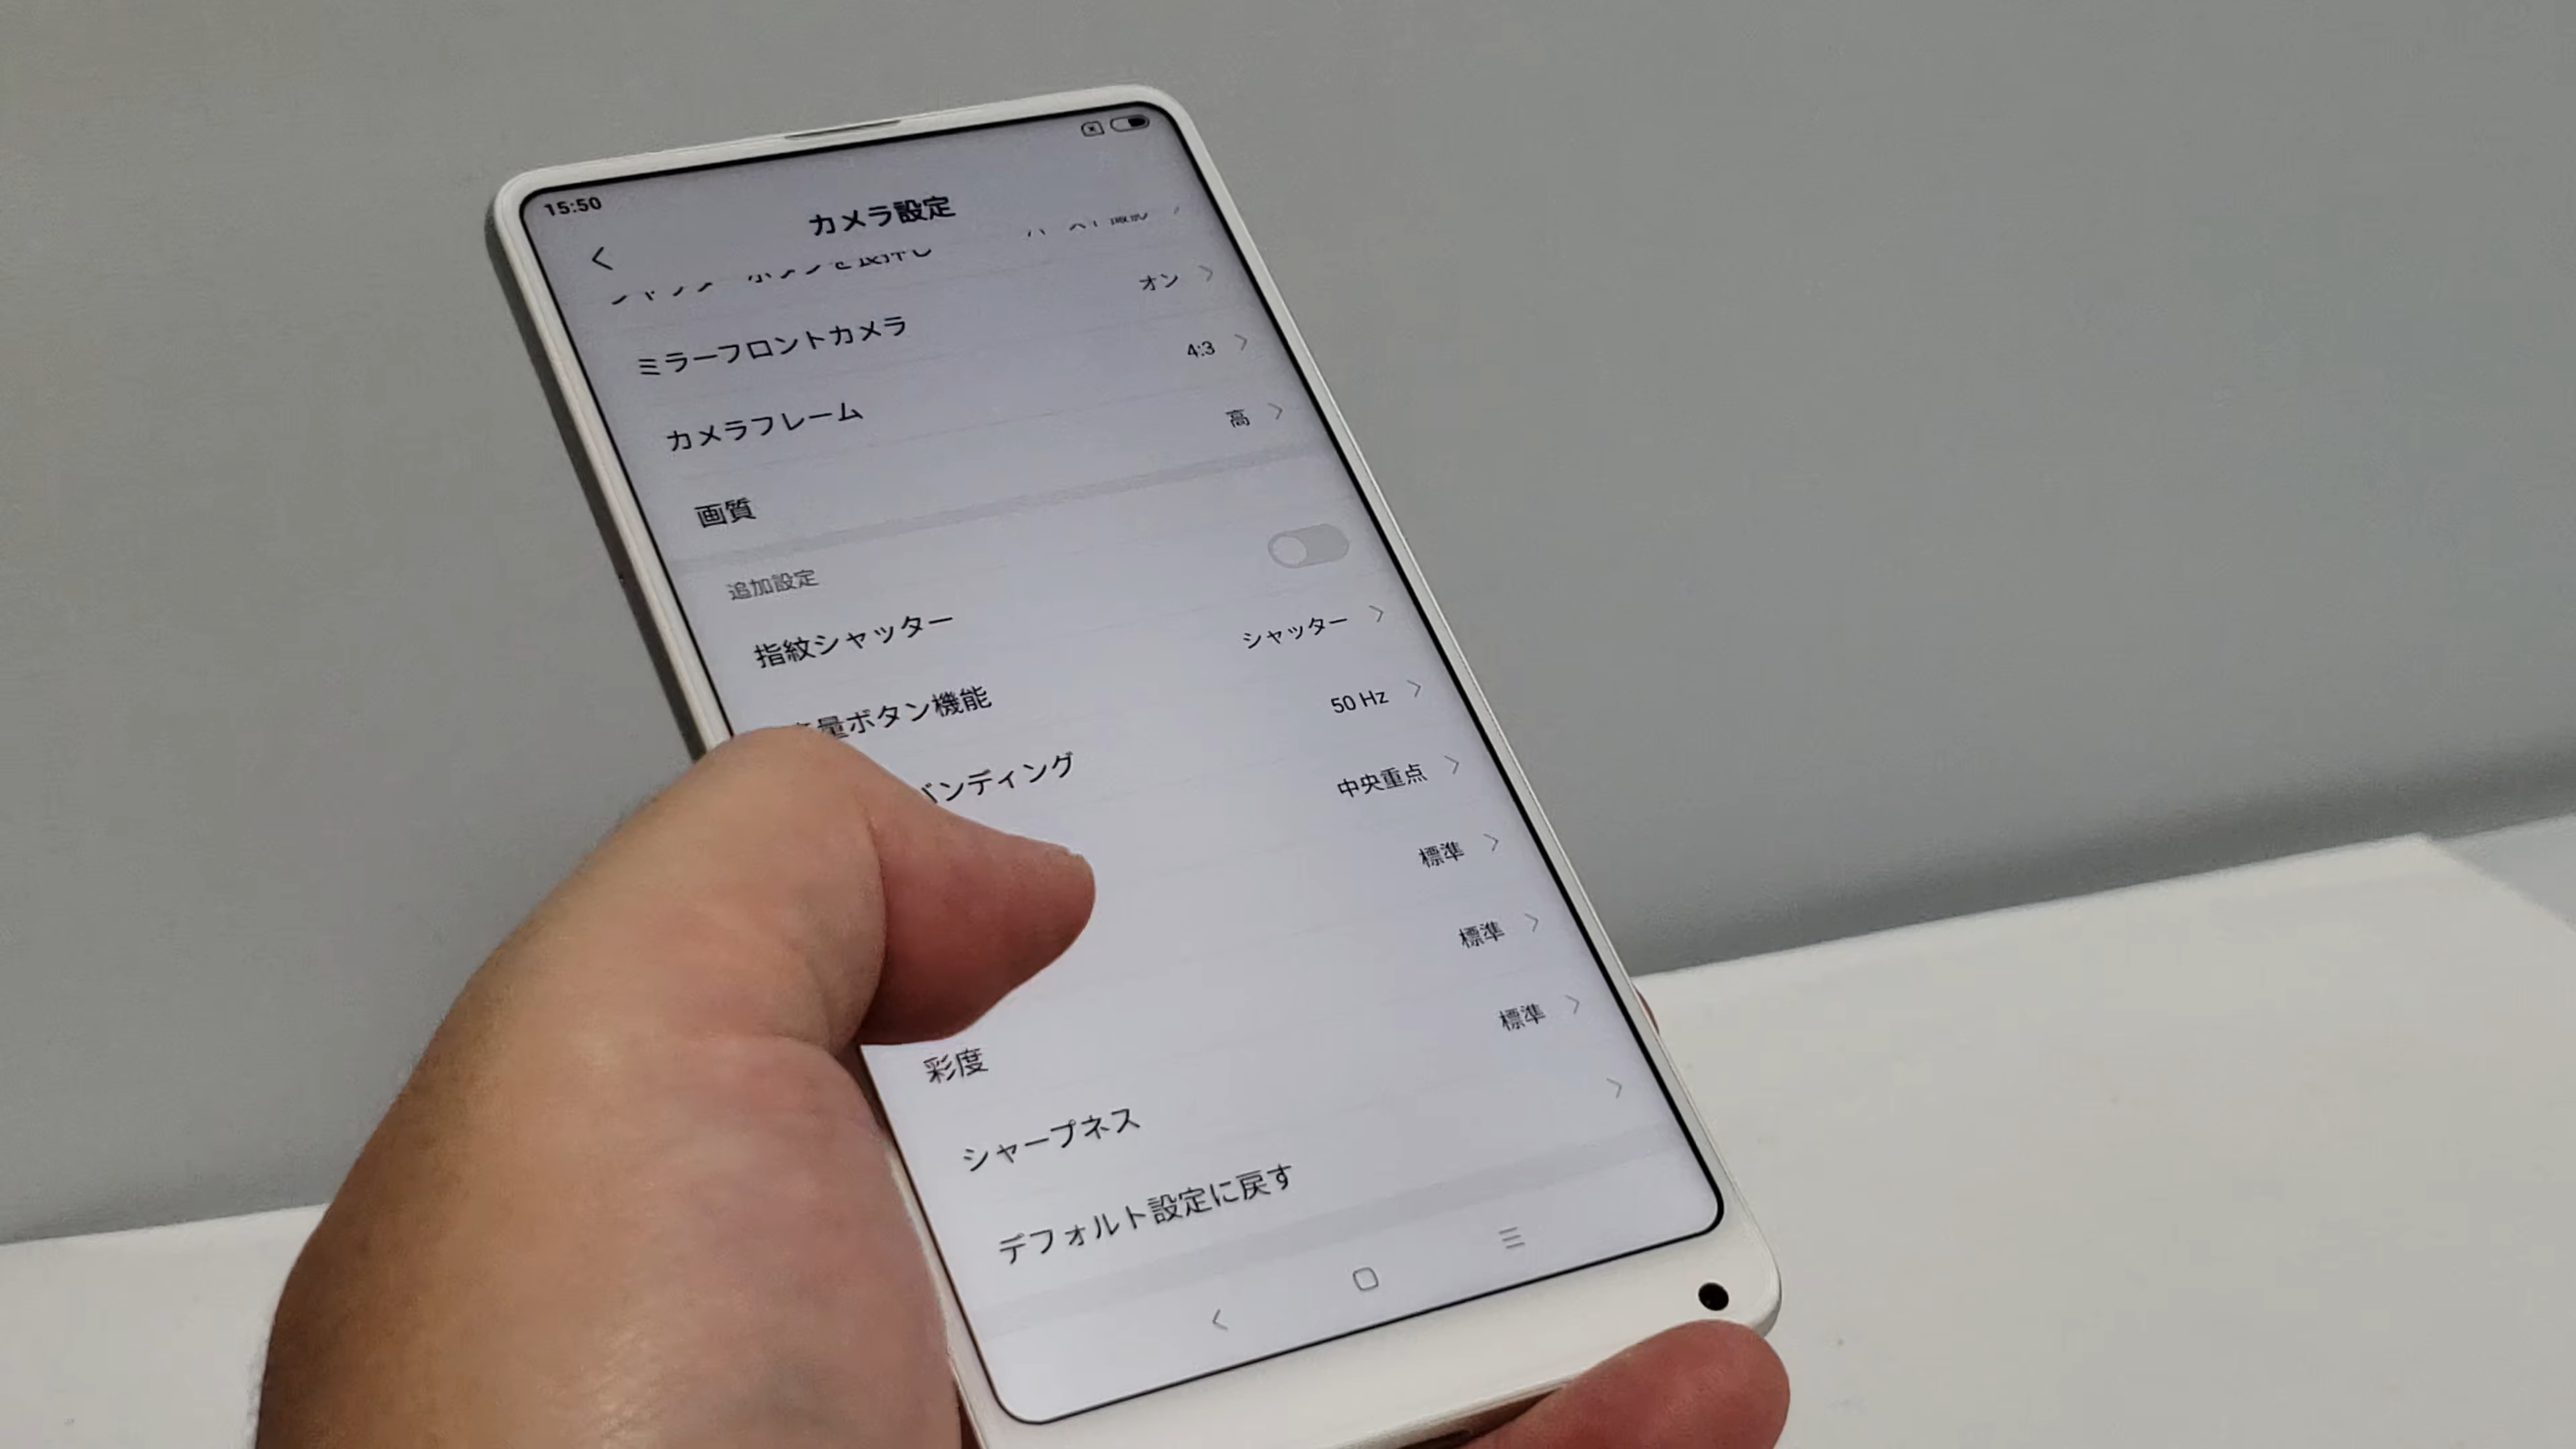 15:50
カメラ設定
ミラーフロントカメラ オン
カメラフレーム 4:3
画質 高
追加設定
指紋シャッター
量ボタン機能 シャッター
バンディング 50 Hz
中央重点
標準
彩度 標準
シャープネス 標準
デフォルト設定に戻す